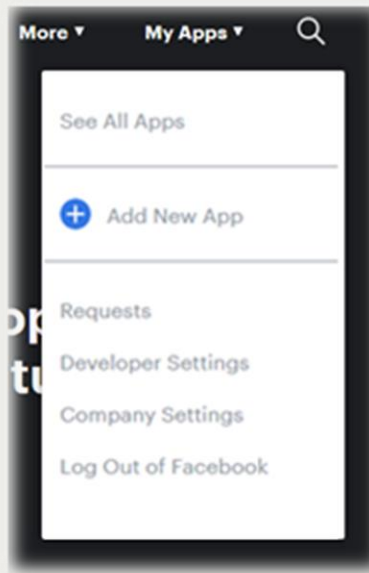 More ▼ My Apps ▼
See All Apps
Add New App
Requests
Developer Settings
Company Settings
Log Out of Facebook